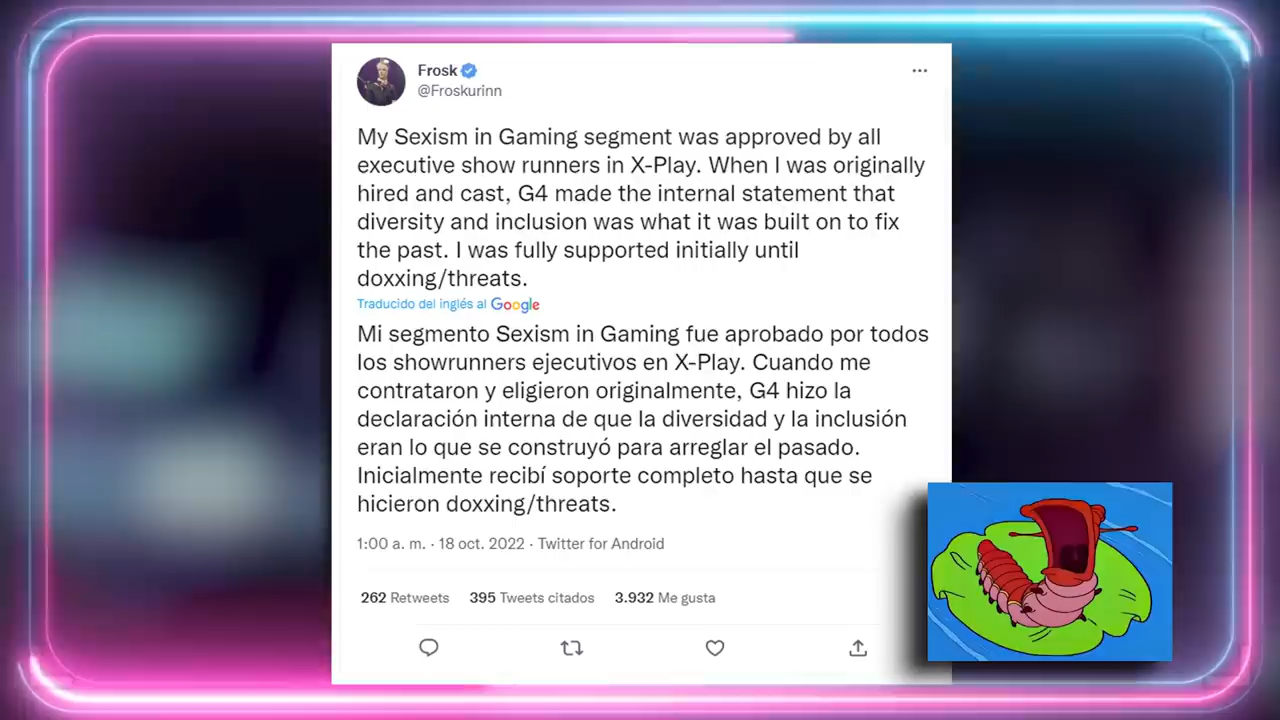 Frosk
@Froskurinn
My Sexism in Gaming segment was approved by all
executive show runners in X-Play. When I was originally
hired and cast, G4 made the internal statement that
diversity and inclusion was what it was built on to fix
the past. I was fully supported initially until
doxxing/threats.
Traducido del inglés al Google
Mi segmento Sexism in Gaming fue aprobado por todos
los showrunners ejecutivos en X-Play. Cuando me
contrataron y eligieron originalmente, G4 hizo la
declaración interna de que la diversidad y la inclusión
eran lo que se construyó para arreglar el pasado.
Inicialmente recibí soporte completo hasta que se
hicieron doxxing/threats.
1:00 a. m. · 18 oct. 2022 · Twitter for Android
262 Retweets 395 Tweets citados 3.932 Me gusta